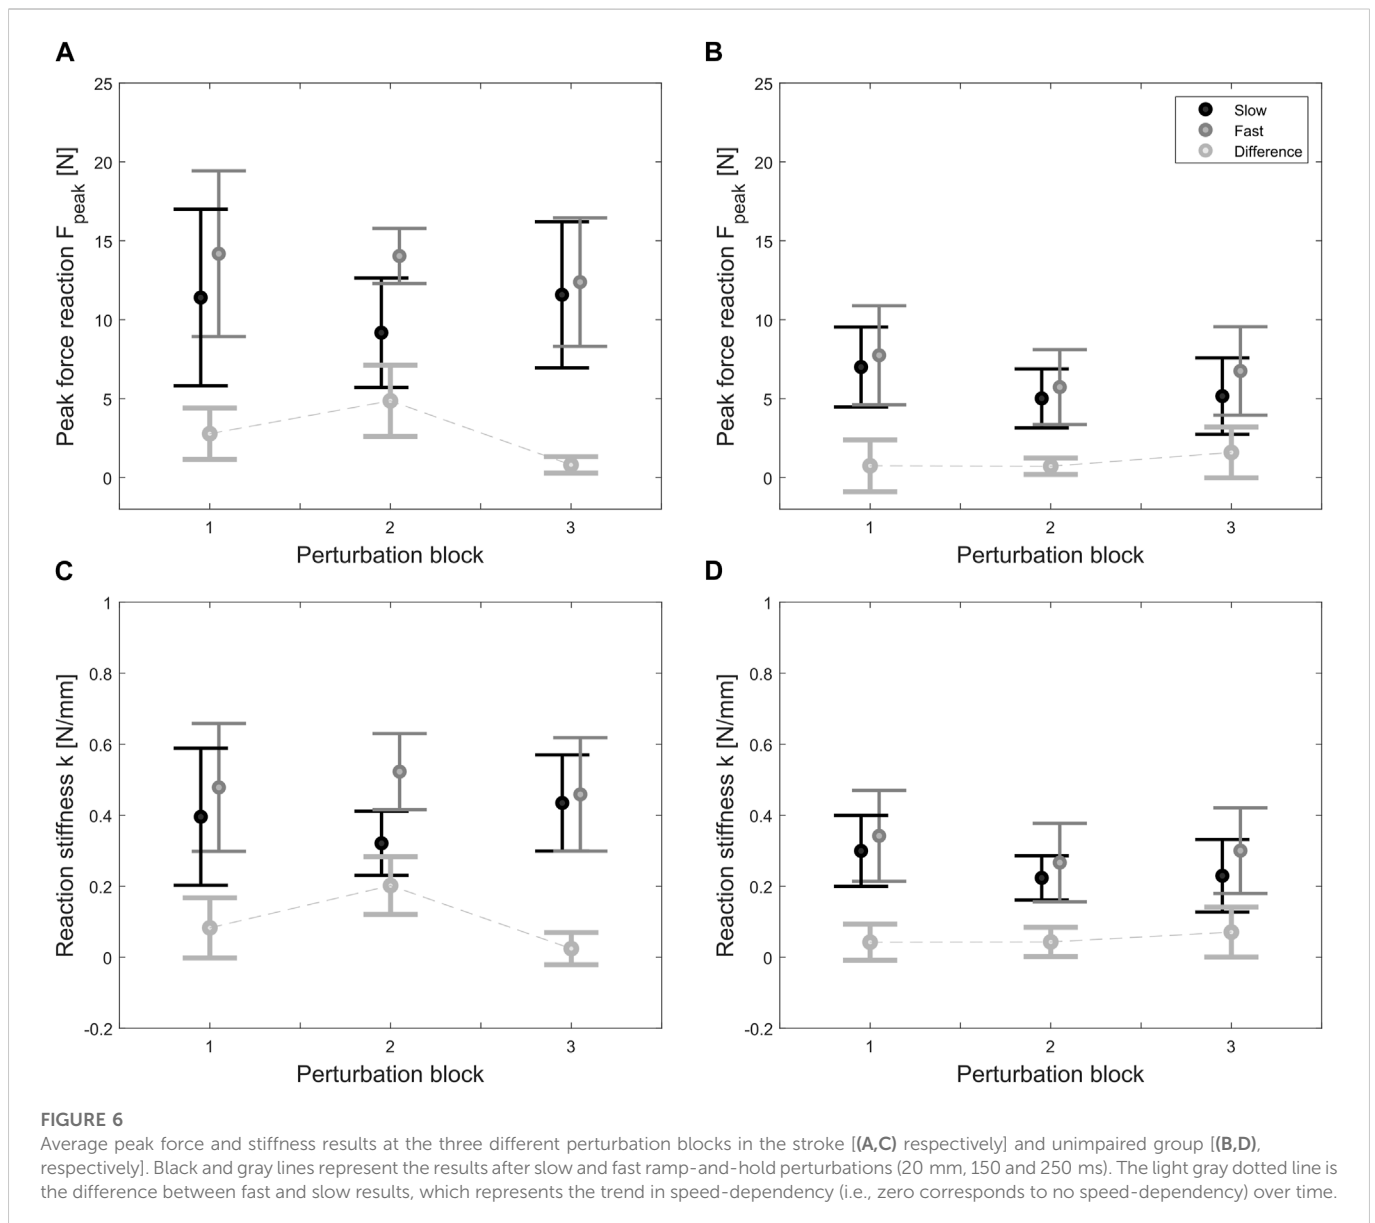 A
25
20
15
10
5
0
Peak force reaction F_peak [N]
1 2 3
Perturbation block
B
25
20
15
10
5
0
Peak force reaction F_peak [N]
Slow
Fast
Difference
1 2 3
Perturbation block
C
1
0.8
0.6
0.4
0.2
0
-0.2
Reaction stiffness k [N/mm]
1 2 3
Perturbation block
D
1
0.8
0.6
0.4
0.2
0
-0.2
Reaction stiffness k [N/mm]
1 2 3
Perturbation block
FIGURE 6
Average peak force and stiffness results at the three different perturbation blocks in the stroke [(A,C) respectively] and unimpaired group [(B,D),
respectively]. Black and gray lines represent the results after slow and fast ramp-and-hold perturbations (20 mm, 150 and 250 ms). The light gray dotted line is
the difference between fast and slow results, which represents the trend in speed-dependency (i.e., zero corresponds to no speed-dependency) over time.